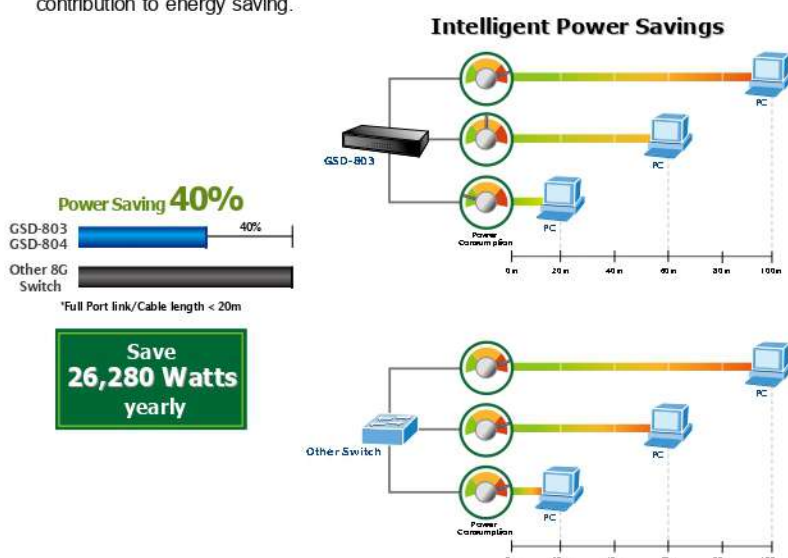 contribution to energy saving.
Intelligent Power Savings
PC
GSD-803
PC
PC
Power
Consumption
0m 20m 40m 60m 80m 100m
Power Saving 40%
GSD-803
GSD-804
40%
Other 8G
Switch
*Full Port link/Cable length < 20m
Save
26,280 Watts
yearly
PC
Other Switch
PC
PC
Power
Consumption